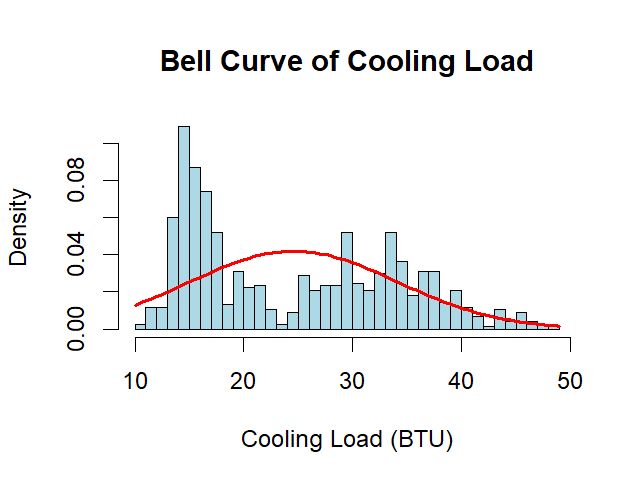 Bell Curve of Cooling Load
Density
0.08
0.04
0.00
10 20 30 40 50
Cooling Load (BTU)